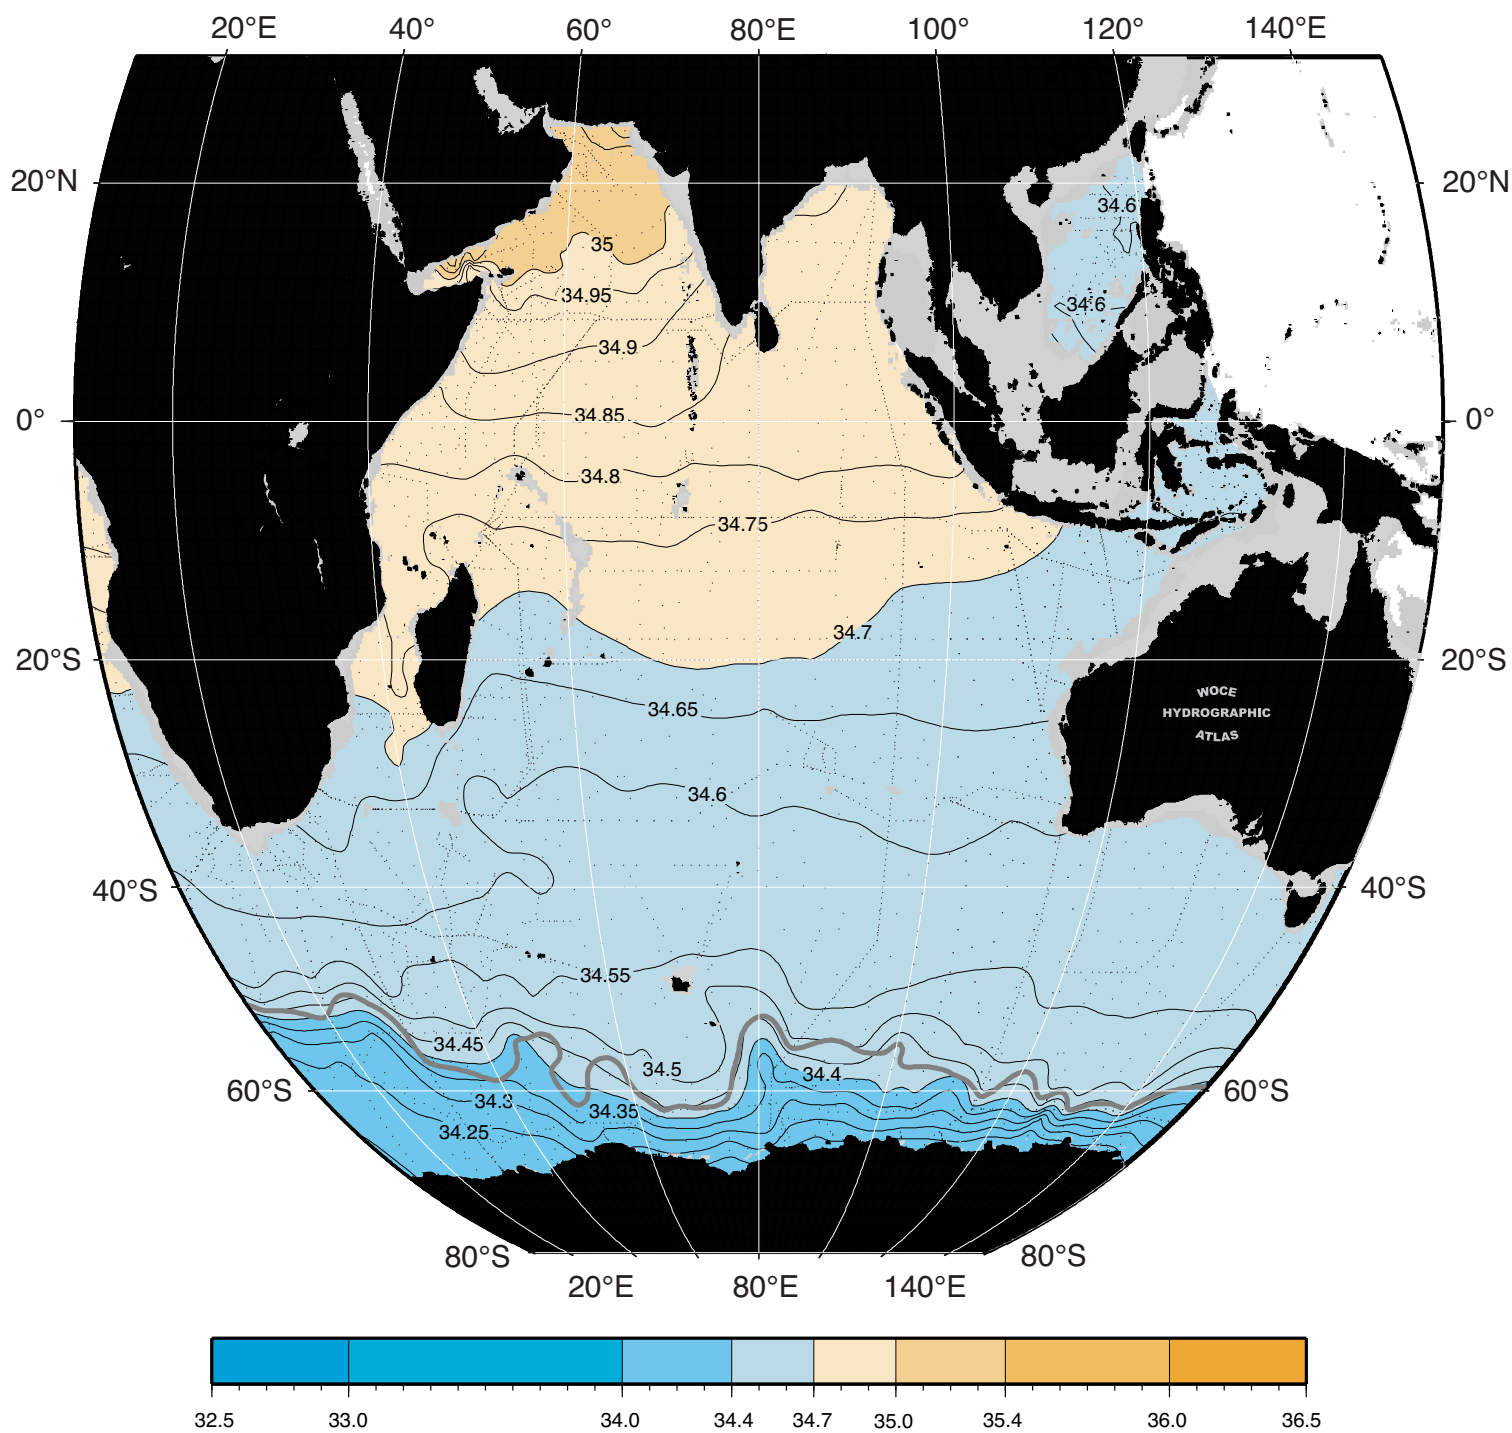 20°E 40° 60° 80°E 100° 120° 140°E
20°N 20°N
34.6
35
34.95
34.6
34.9
34.85
0° 0°
34.8
34.75
34.7
20°S 20°S
WOCE
HYDROGRAPHIC
ATLAS
34.65
34.6
40°S 40°S
34.55
34.45
34.5
34.4
60°S 60°S
34.3
34.35
34.25
80°S 80°S
20°E 80°E 140°E
32.5 33.0 34.0 34.4 34.7 35.0 35.4 36.0 36.5